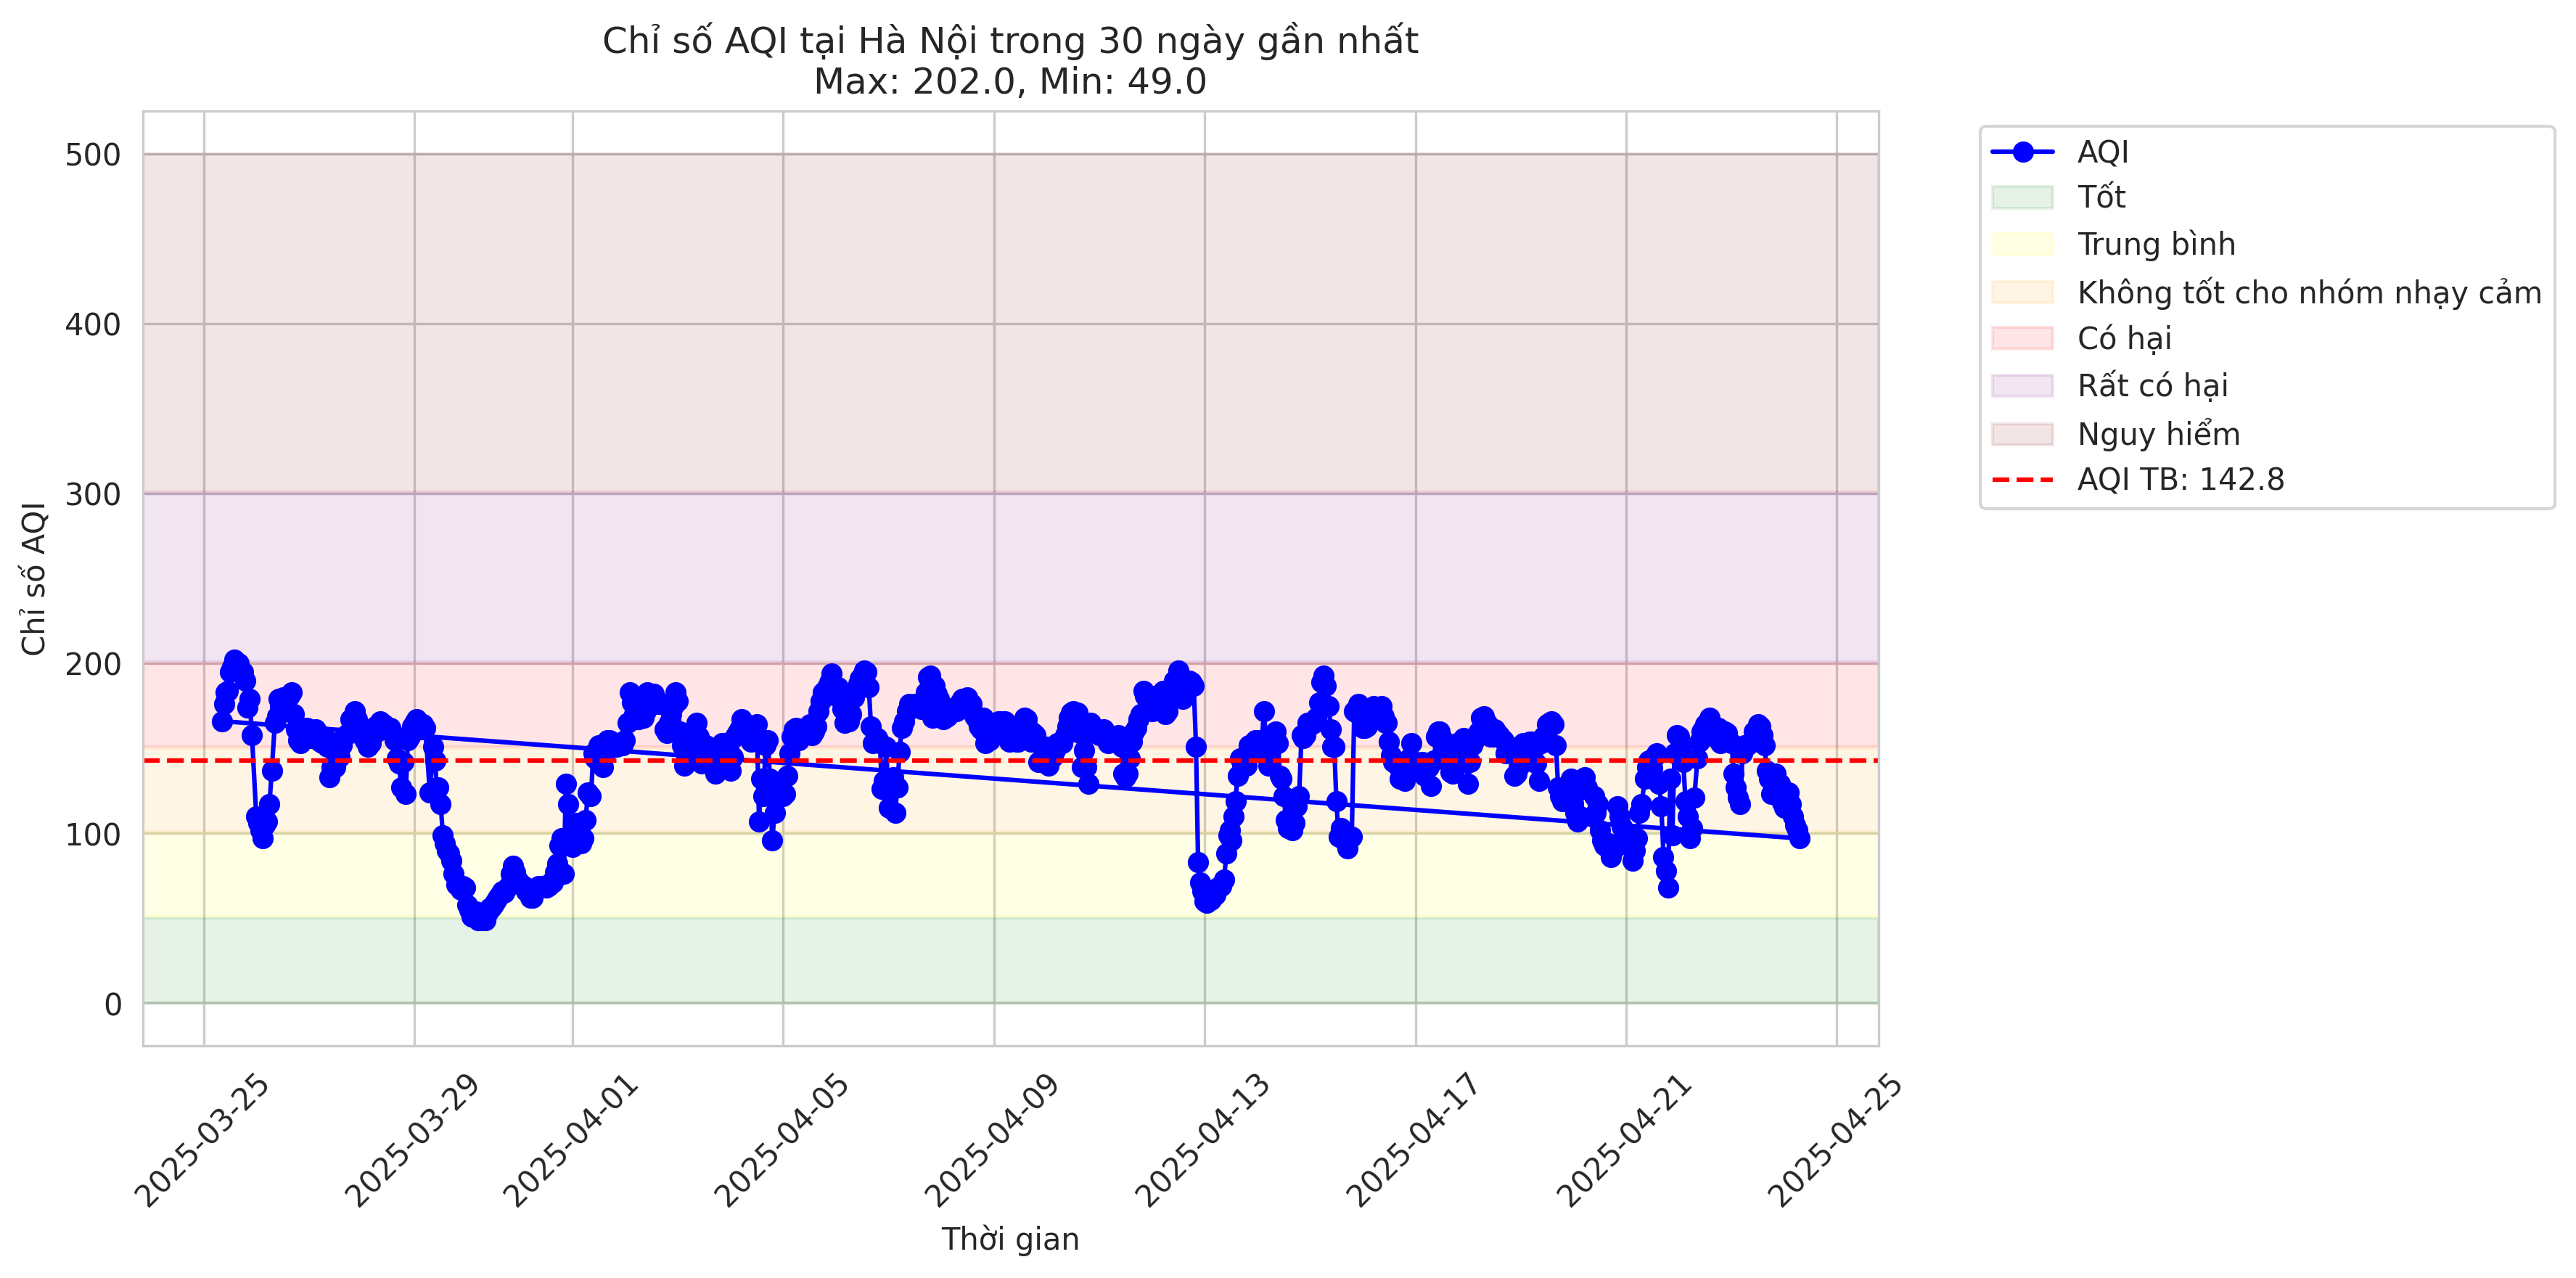 Chỉ số AQI tại Hà Nội trong 30 ngày gần nhất
Max: 202.0, Min: 49.0
Chỉ số AQI
500
400
300
200
100
0
2025-03-25
2025-03-29
2025-04-01
2025-04-05
2025-04-09
2025-04-13
2025-04-17
2025-04-21
2025-04-25
Thời gian
AQI
Tốt
Trung bình
Không tốt cho nhóm nhạy cảm
Có hại
Rất có hại
Nguy hiểm
AQI TB: 142.8